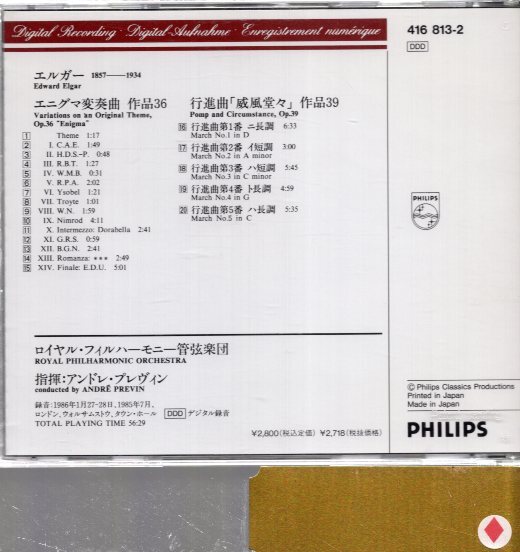 Digital Recording · Digital-Aufnahme · Enregistrement numérique
416 813-2
DDD
エルガー 1857——1934
Edward Elgar
エニグマ変奏曲 作品36
Variations on an Original Theme,
Op.36 "Enigma"
1 Theme 1:17
2 I. C.A.E. 1:49
3 II. H.D.S.-P. 0:48
4 III. R.B.T. 1:27
5 IV. W.M.B. 0:31
6 V. R.P.A. 2:02
7 VI. Ysobel 1:21
8 VII. Troyte 1:01
9 VIII. W.N. 1:59
10 IX. Nimrod 4:11
11 X. Intermezzo: Dorabella 2:41
12 XI. G.R.S. 0:59
13 XII. B.G.N. 2:41
14 XIII. Romanza: *** 2:49
15 XIV. Finale: E.D.U. 5:01
行進曲「威風堂々」作品39
Pomp and Circumstance, Op.39
16 行進曲第1番 ニ長調 6:33
March No.1 in D
17 行進曲第2番 イ短調 3:00
March No.2 in A minor
18 行進曲第3番 ハ短調 5:45
March No.3 in C minor
19 行進曲第4番 ト長調 4:59
March No.4 in G
20 行進曲第5番 ハ長調 5:35
March No.5 in C
PHILIPS
ロイヤル・フィルハーモニー管弦楽団
ROYAL PHILHARMONIC ORCHESTRA
指揮:アンドレ・プレヴィン
conducted by ANDRÉ PREVIN
録音:1986年1月27-28日、1985年7月、
ロンドン、ウォルサムストウ、タウン・ホール DDD デジタル録音
TOTAL PLAYING TIME 56:29
¥2,800(税込定価) ¥2,718(税抜価格)
© Philips Classics Productions
Printed in Japan
Made in Japan
PHILIPS